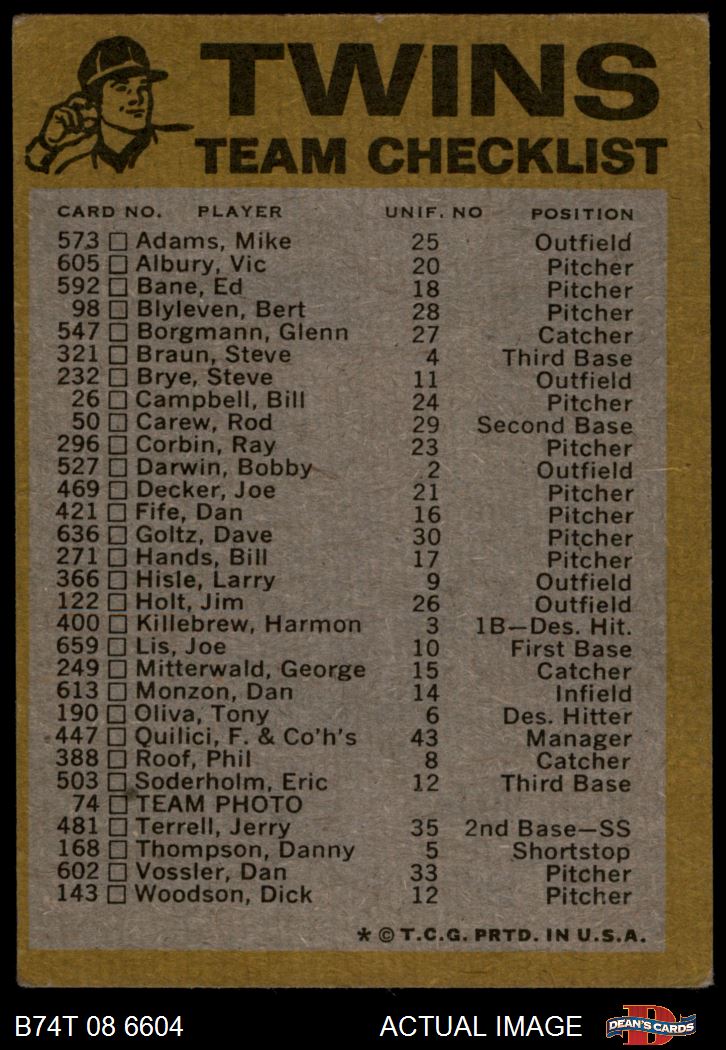 TWINS
TEAM CHECKLIST
CARD NO. PLAYER UNIF. NO POSITION
573 Adams, Mike 25 Outfield
605 Albury, Vic 20 Pitcher
592 Bane, Ed 18 Pitcher
98 Blyleven, Bert 28 Pitcher
547 Borgmann, Glenn 27 Catcher
321 Braun, Steve 4 Third Base
232 Brye, Steve 11 Outfield
26 Campbell, Bill 24 Pitcher
50 Carew, Rod 29 Second Base
296 Corbin, Ray 23 Pitcher
527 Darwin, Bobby 2 Outfield
469 Decker, Joe 21 Pitcher
421 Fife, Dan 16 Pitcher
636 Goltz, Dave 30 Pitcher
271 Hands, Bill 17 Pitcher
366 Hisle, Larry 9 Outfield
122 Holt, Jim 26 Outfield
400 Killebrew, Harmon 3 1B—Des. Hit.
659 Lis, Joe 10 First Base
249 Mitterwald, George 15 Catcher
613 Monzon, Dan 14 Infield
190 Oliva, Tony 6 Des. Hitter
447 Quilici, F. & Co'h's 43 Manager
388 Roof, Phil 8 Catcher
503 Soderholm, Eric 12 Third Base
74 TEAM PHOTO
481 Terrell, Jerry 35 2nd Base—SS
168 Thompson, Danny 5 Shortstop
602 Vossler, Dan 33 Pitcher
143 Woodson, Dick 12 Pitcher
* © T.C.G. PRTD. IN U.S.A.
B74T 08 6604 ACTUAL IMAGE D DEAN'S CARDS